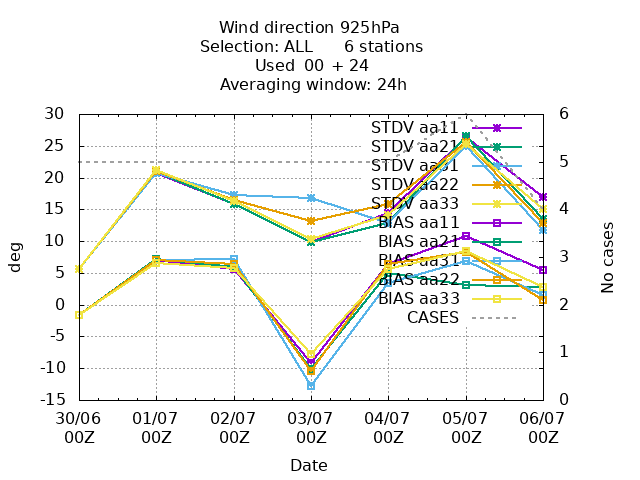 Wind direction 925hPa
Selection: ALL 6 stations
Used 00 + 24
Averaging window: 24h
30
25
20
15
10
5
0
-5
-10
-15
deg
6
5
4
3
2
1
0
No cases
STDV aa11
STDV aa21
STDV aa31
STDV aa22
STDV aa33
BIAS aa11
BIAS aa21
BIAS aa31
BIAS aa22
BIAS aa33
CASES
30/06 01/07 02/07 03/07 04/07 05/07 06/07
00Z 00Z 00Z 00Z 00Z 00Z 00Z
Date